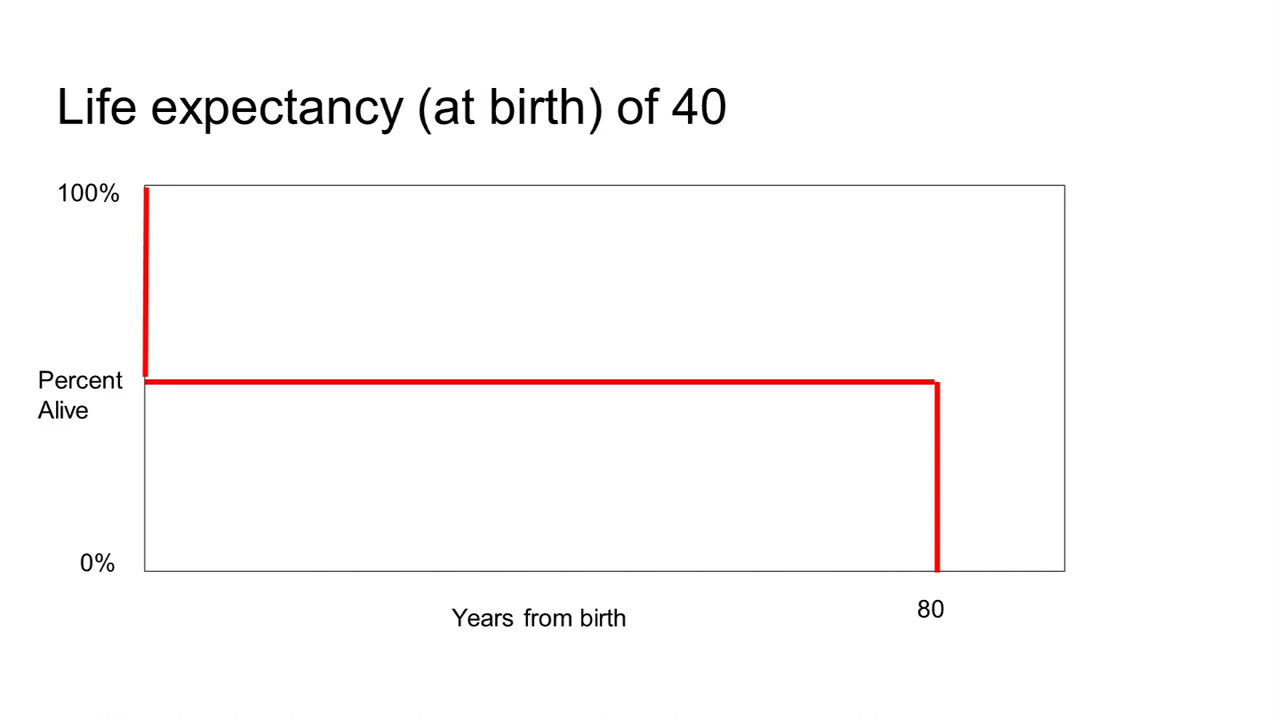 Life expectancy (at birth) of 40
100%
Percent
Alive
0%
80
Years from birth